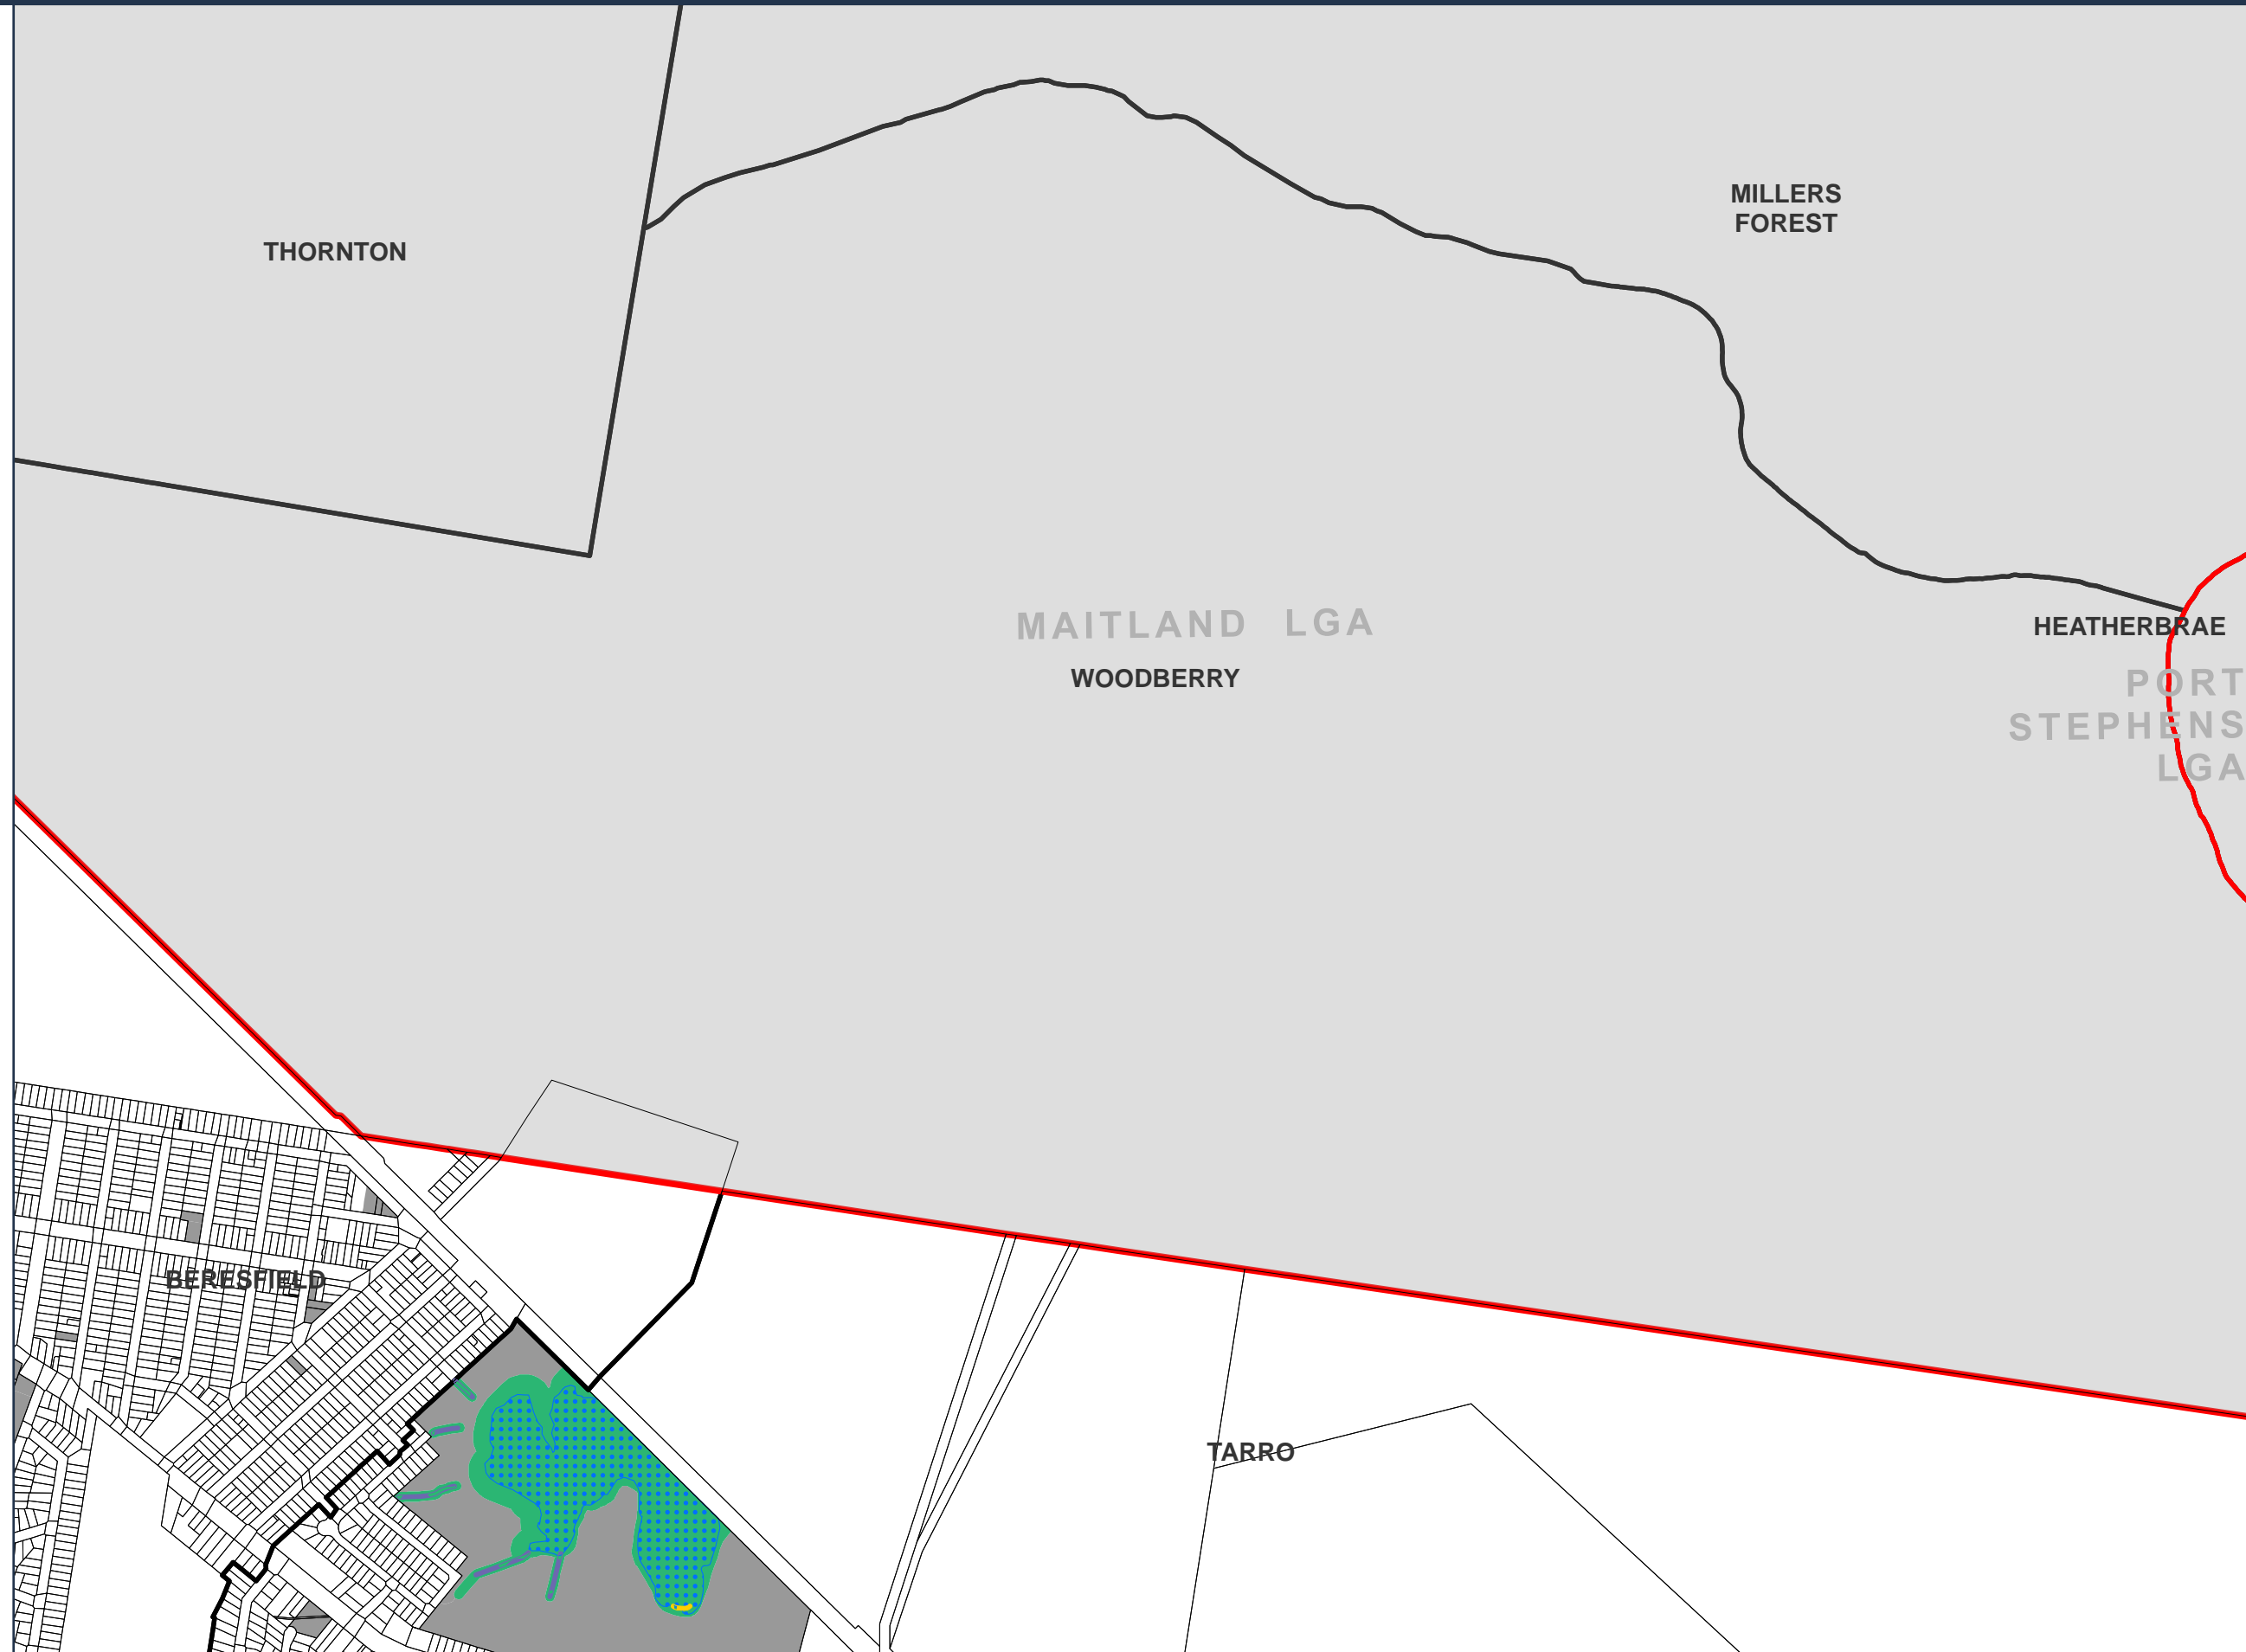 MILLERS
FOREST
THORNTON
MAITLAND LGA
HEATHERBRAE
WOODBERRY
PORT
STEPHENS
LGA
BERESFIELD
TARRO